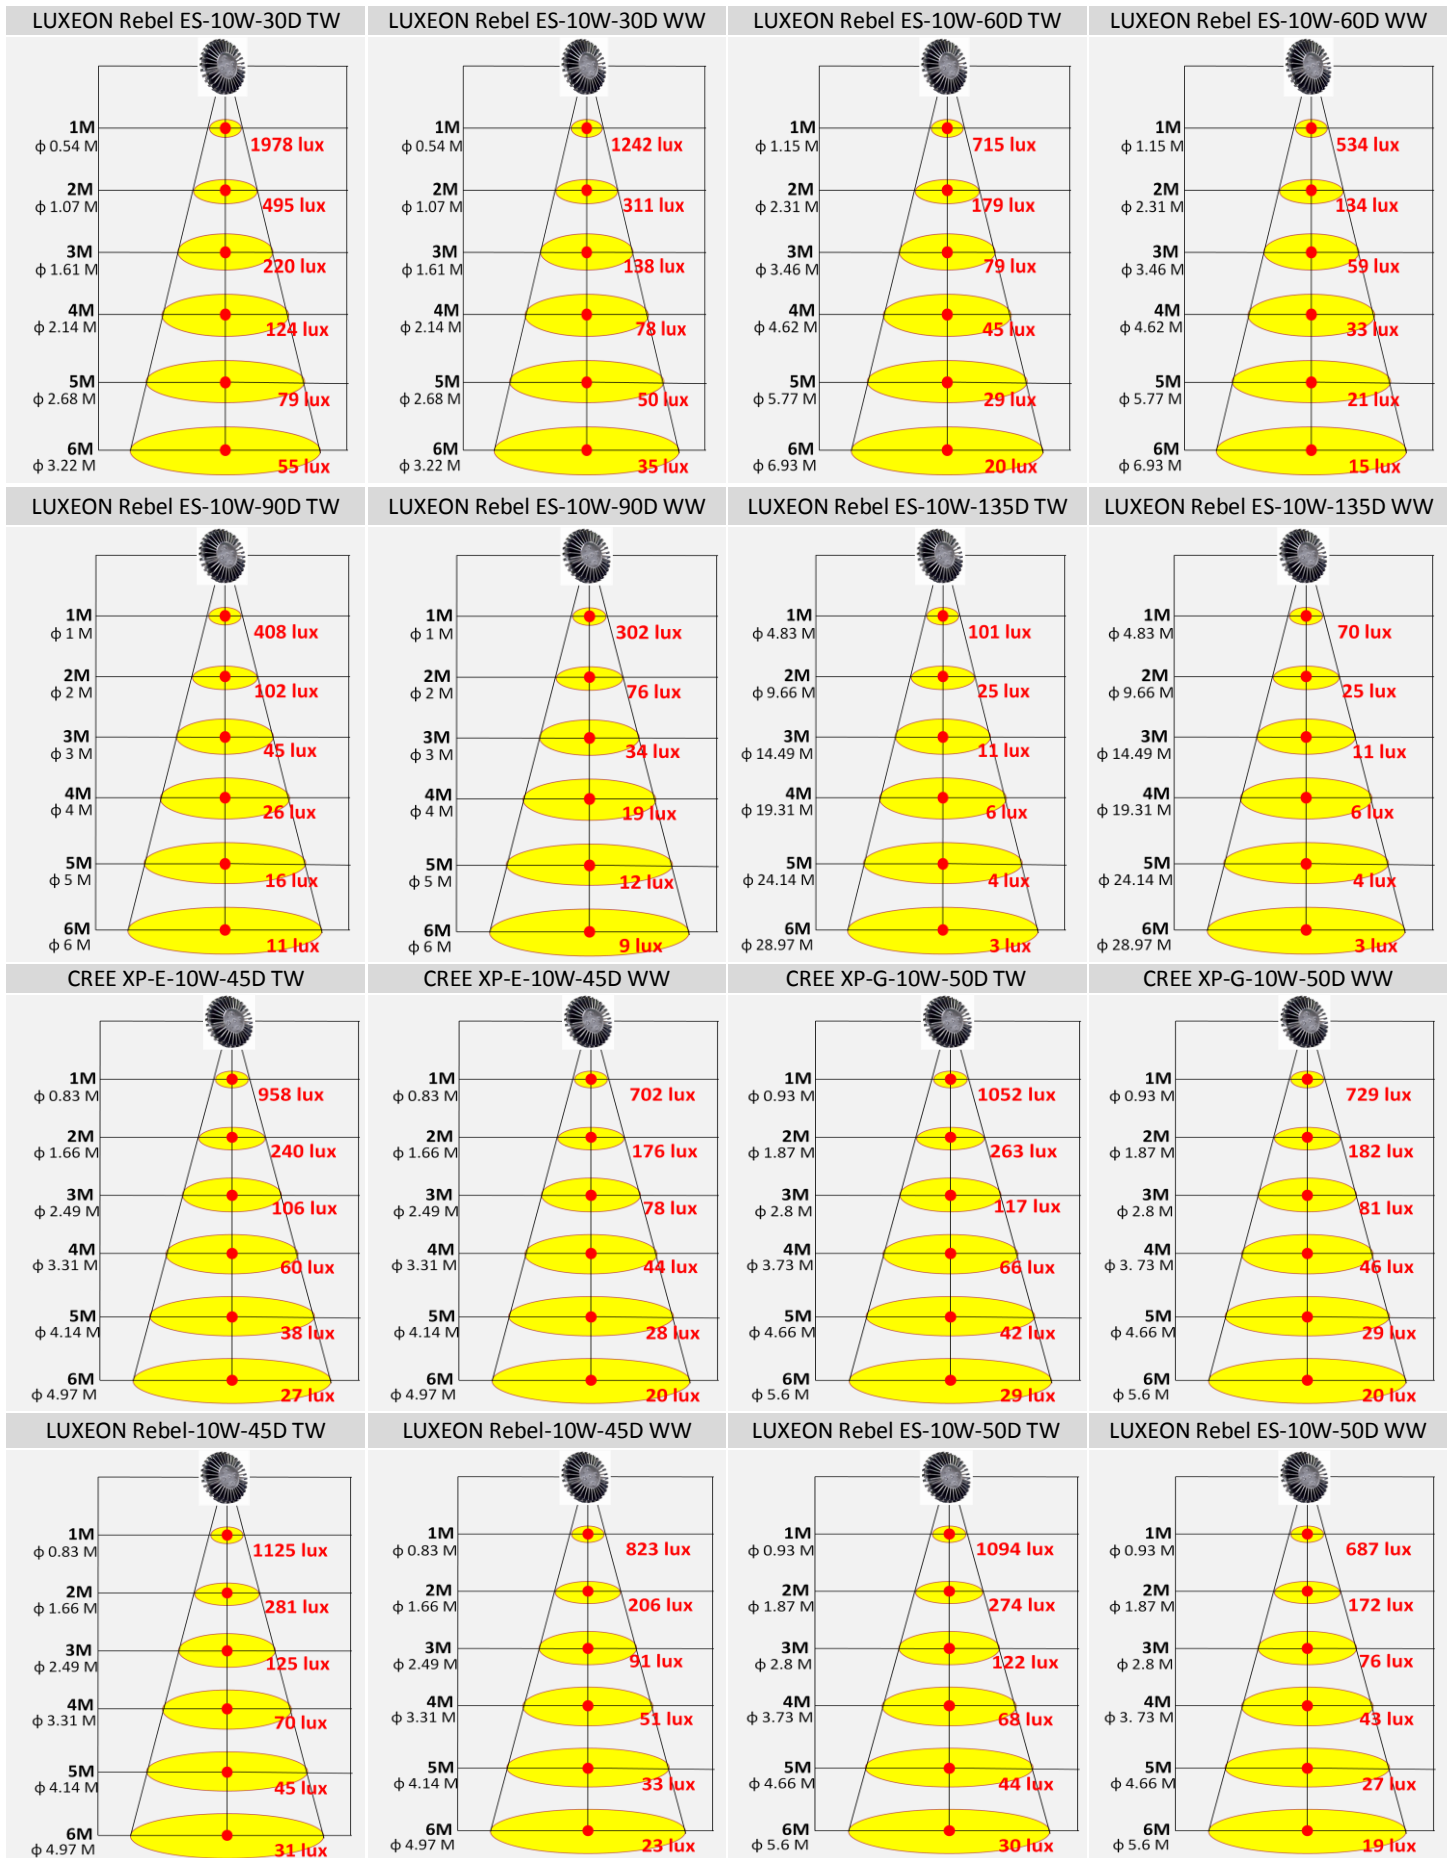 LUXEON Rebel ES-10W-30D TW
1M
ϕ 0.54 M
1978 lux
2M
ϕ 1.07 M
495 lux
3M
ϕ 1.61 M
220 lux
4M
ϕ 2.14 M
124 lux
5M
ϕ 2.68 M
79 lux
6M
ϕ 3.22 M
55 lux
LUXEON Rebel ES-10W-30D WW
1M
ϕ 0.54 M
1242 lux
2M
ϕ 1.07 M
311 lux
3M
ϕ 1.61 M
138 lux
4M
ϕ 2.14 M
78 lux
5M
ϕ 2.68 M
50 lux
6M
ϕ 3.22 M
35 lux
LUXEON Rebel ES-10W-60D TW
1M
ϕ 1.15 M
715 lux
2M
ϕ 2.31 M
179 lux
3M
ϕ 3.46 M
79 lux
4M
ϕ 4.62 M
45 lux
5M
ϕ 5.77 M
29 lux
6M
ϕ 6.93 M
20 lux
LUXEON Rebel ES-10W-60D WW
1M
ϕ 1.15 M
534 lux
2M
ϕ 2.31 M
134 lux
3M
ϕ 3.46 M
59 lux
4M
ϕ 4.62 M
33 lux
5M
ϕ 5.77 M
21 lux
6M
ϕ 6.93 M
15 lux
LUXEON Rebel ES-10W-90D TW
1M
ϕ 1 M
408 lux
2M
ϕ 2 M
102 lux
3M
ϕ 3 M
45 lux
4M
ϕ 4 M
26 lux
5M
ϕ 5 M
16 lux
6M
ϕ 6 M
11 lux
LUXEON Rebel ES-10W-90D WW
1M
ϕ 1 M
302 lux
2M
ϕ 2 M
76 lux
3M
ϕ 3 M
34 lux
4M
ϕ 4 M
19 lux
5M
ϕ 5 M
12 lux
6M
ϕ 6 M
9 lux
LUXEON Rebel ES-10W-135D TW
1M
ϕ 4.83 M
101 lux
2M
ϕ 9.66 M
25 lux
3M
ϕ 14.49 M
11 lux
4M
ϕ 19.31 M
6 lux
5M
ϕ 24.14 M
4 lux
6M
ϕ 28.97 M
3 lux
LUXEON Rebel ES-10W-135D WW
1M
ϕ 4.83 M
70 lux
2M
ϕ 9.66 M
25 lux
3M
ϕ 14.49 M
11 lux
4M
ϕ 19.31 M
6 lux
5M
ϕ 24.14 M
4 lux
6M
ϕ 28.97 M
3 lux
CREE XP-E-10W-45D TW
1M
ϕ 0.83 M
958 lux
2M
ϕ 1.66 M
240 lux
3M
ϕ 2.49 M
106 lux
4M
ϕ 3.31 M
60 lux
5M
ϕ 4.14 M
38 lux
6M
ϕ 4.97 M
27 lux
CREE XP-E-10W-45D WW
1M
ϕ 0.83 M
702 lux
2M
ϕ 1.66 M
176 lux
3M
ϕ 2.49 M
78 lux
4M
ϕ 3.31 M
44 lux
5M
ϕ 4.14 M
28 lux
6M
ϕ 4.97 M
20 lux
CREE XP-G-10W-50D TW
1M
ϕ 0.93 M
1052 lux
2M
ϕ 1.87 M
263 lux
3M
ϕ 2.8 M
117 lux
4M
ϕ 3.73 M
66 lux
5M
ϕ 4.66 M
42 lux
6M
ϕ 5.6 M
29 lux
CREE XP-G-10W-50D WW
1M
ϕ 0.93 M
729 lux
2M
ϕ 1.87 M
182 lux
3M
ϕ 2.8 M
81 lux
4M
ϕ 3. 73 M
46 lux
5M
ϕ 4.66 M
29 lux
6M
ϕ 5.6 M
20 lux
LUXEON Rebel-10W-45D TW
1M
ϕ 0.83 M
1125 lux
2M
ϕ 1.66 M
281 lux
3M
ϕ 2.49 M
125 lux
4M
ϕ 3.31 M
70 lux
5M
ϕ 4.14 M
45 lux
6M
ϕ 4.97 M
31 lux
LUXEON Rebel-10W-45D WW
1M
ϕ 0.83 M
823 lux
2M
ϕ 1.66 M
206 lux
3M
ϕ 2.49 M
91 lux
4M
ϕ 3.31 M
51 lux
5M
ϕ 4.14 M
33 lux
6M
ϕ 4.97 M
23 lux
LUXEON Rebel ES-10W-50D TW
1M
ϕ 0.93 M
1094 lux
2M
ϕ 1.87 M
274 lux
3M
ϕ 2.8 M
122 lux
4M
ϕ 3.73 M
68 lux
5M
ϕ 4.66 M
44 lux
6M
ϕ 5.6 M
30 lux
LUXEON Rebel ES-10W-50D WW
1M
ϕ 0.93 M
687 lux
2M
ϕ 1.87 M
172 lux
3M
ϕ 2.8 M
76 lux
4M
ϕ 3. 73 M
43 lux
5M
ϕ 4.66 M
27 lux
6M
ϕ 5.6 M
19 lux